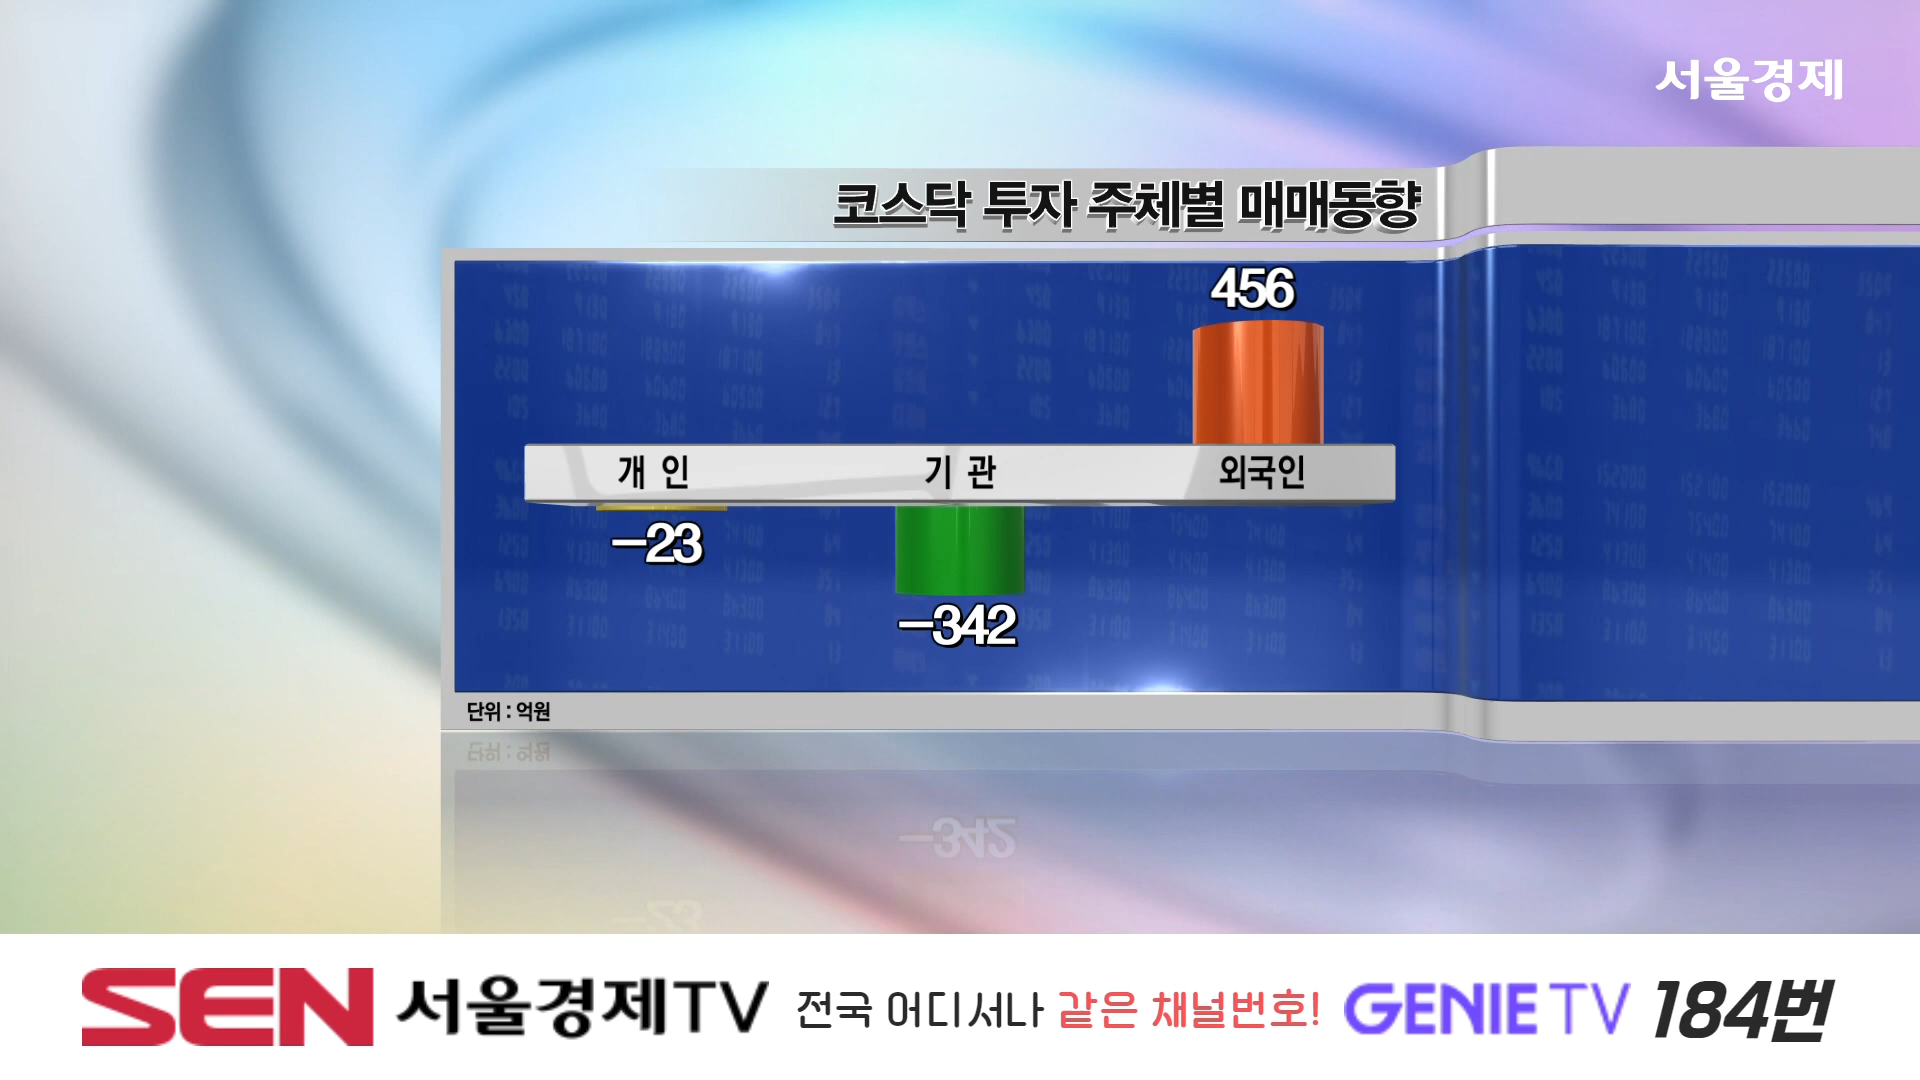 서울경제
코스닥 투자 주체별 매매동향
456
개 인 기 관 외국인
-23
-342
단위 : 억원
SEN 서울경제TV 전국 어디서나 같은 채널번호! GENIE TV 184번